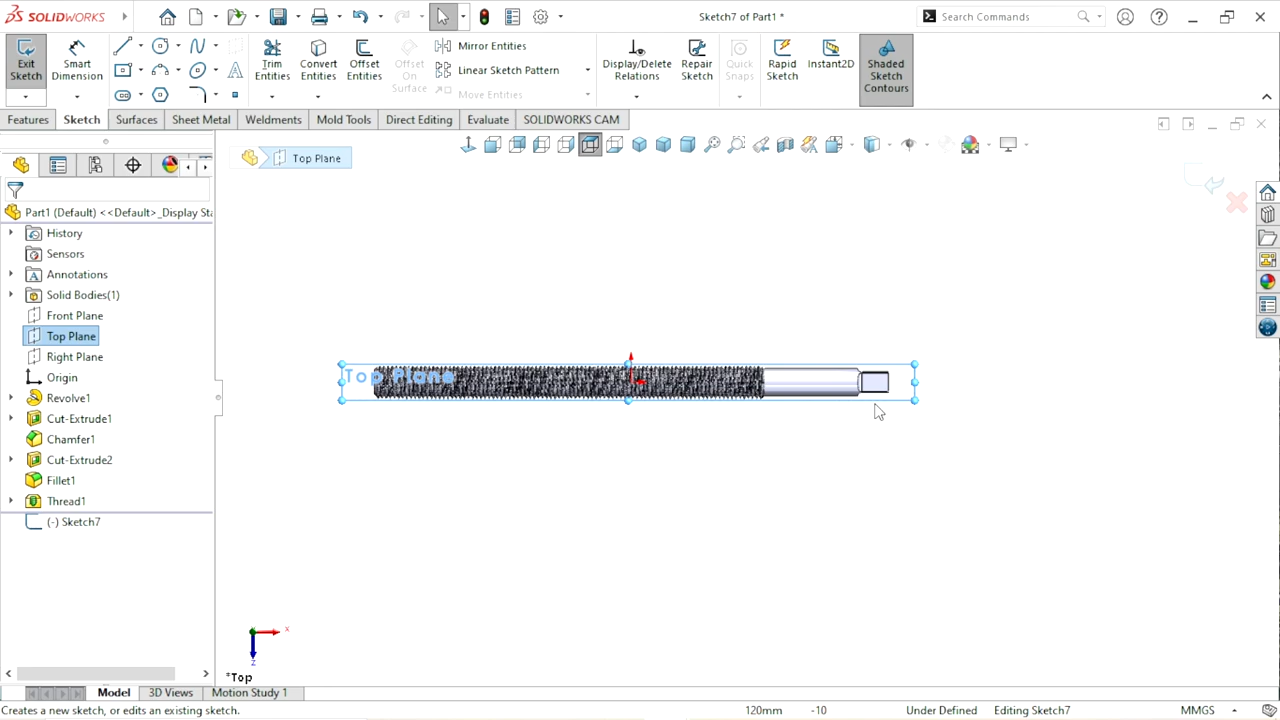 SOLIDWORKS
Sketch7 of Part1 *
Search Commands
Exit Sketch
Smart Dimension
Trim Entities
Convert Entities
Offset Entities
Offset On Surface
Mirror Entities
Linear Sketch Pattern
Move Entities
Display/Delete Relations
Repair Sketch
Quick Snaps
Rapid Sketch
Instant2D
Shaded Sketch Contours
Features
Sketch
Surfaces
Sheet Metal
Weldments
Mold Tools
Direct Editing
Evaluate
SOLIDWORKS CAM
Top Plane
Part1 (Default) <<Default>_Display Sta
History
Sensors
Annotations
Solid Bodies(1)
Front Plane
Top Plane
Right Plane
Origin
Revolve1
Cut-Extrude1
Chamfer1
Cut-Extrude2
Fillet1
Thread1
(-) Sketch7
Top Plane
x
z
*Top
Model
3D Views
Motion Study 1
Creates a new sketch, or edits an existing sketch.
120mm
-10
Under Defined
Editing Sketch7
MMGS